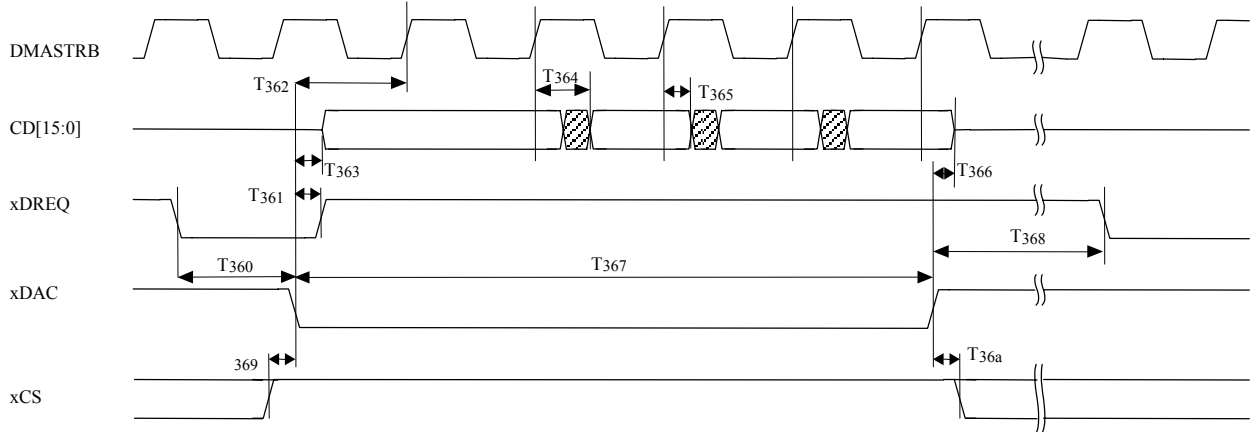 DMASTRB
T362
T364
T365
CD[15:0]
T363
T366
T361
xDREQ
T360
T367
T368
xDAC
369
T36a
xCS